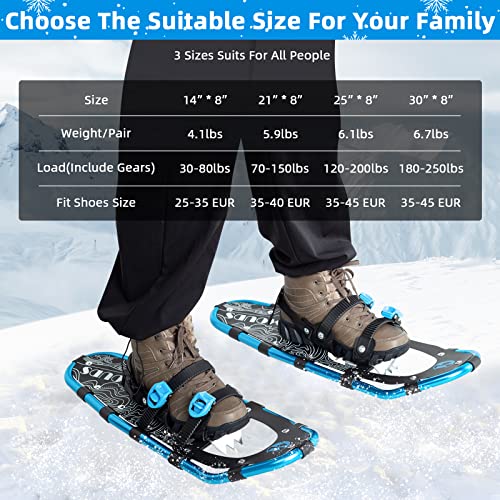 Choose The Suitable Size For Your Family
3 Sizes Suits For All People
Size 14” * 8” 21” * 8” 25” * 8” 30” * 8”
Weight/Pair 4.1lbs 5.9lbs 6.1lbs 6.7lbs
Load(Include Gears) 30-80lbs 70-150lbs 120-200lbs 180-250lbs
Fit Shoes Size 25-35 EUR 35-40 EUR 35-45 EUR 35-45 EUR